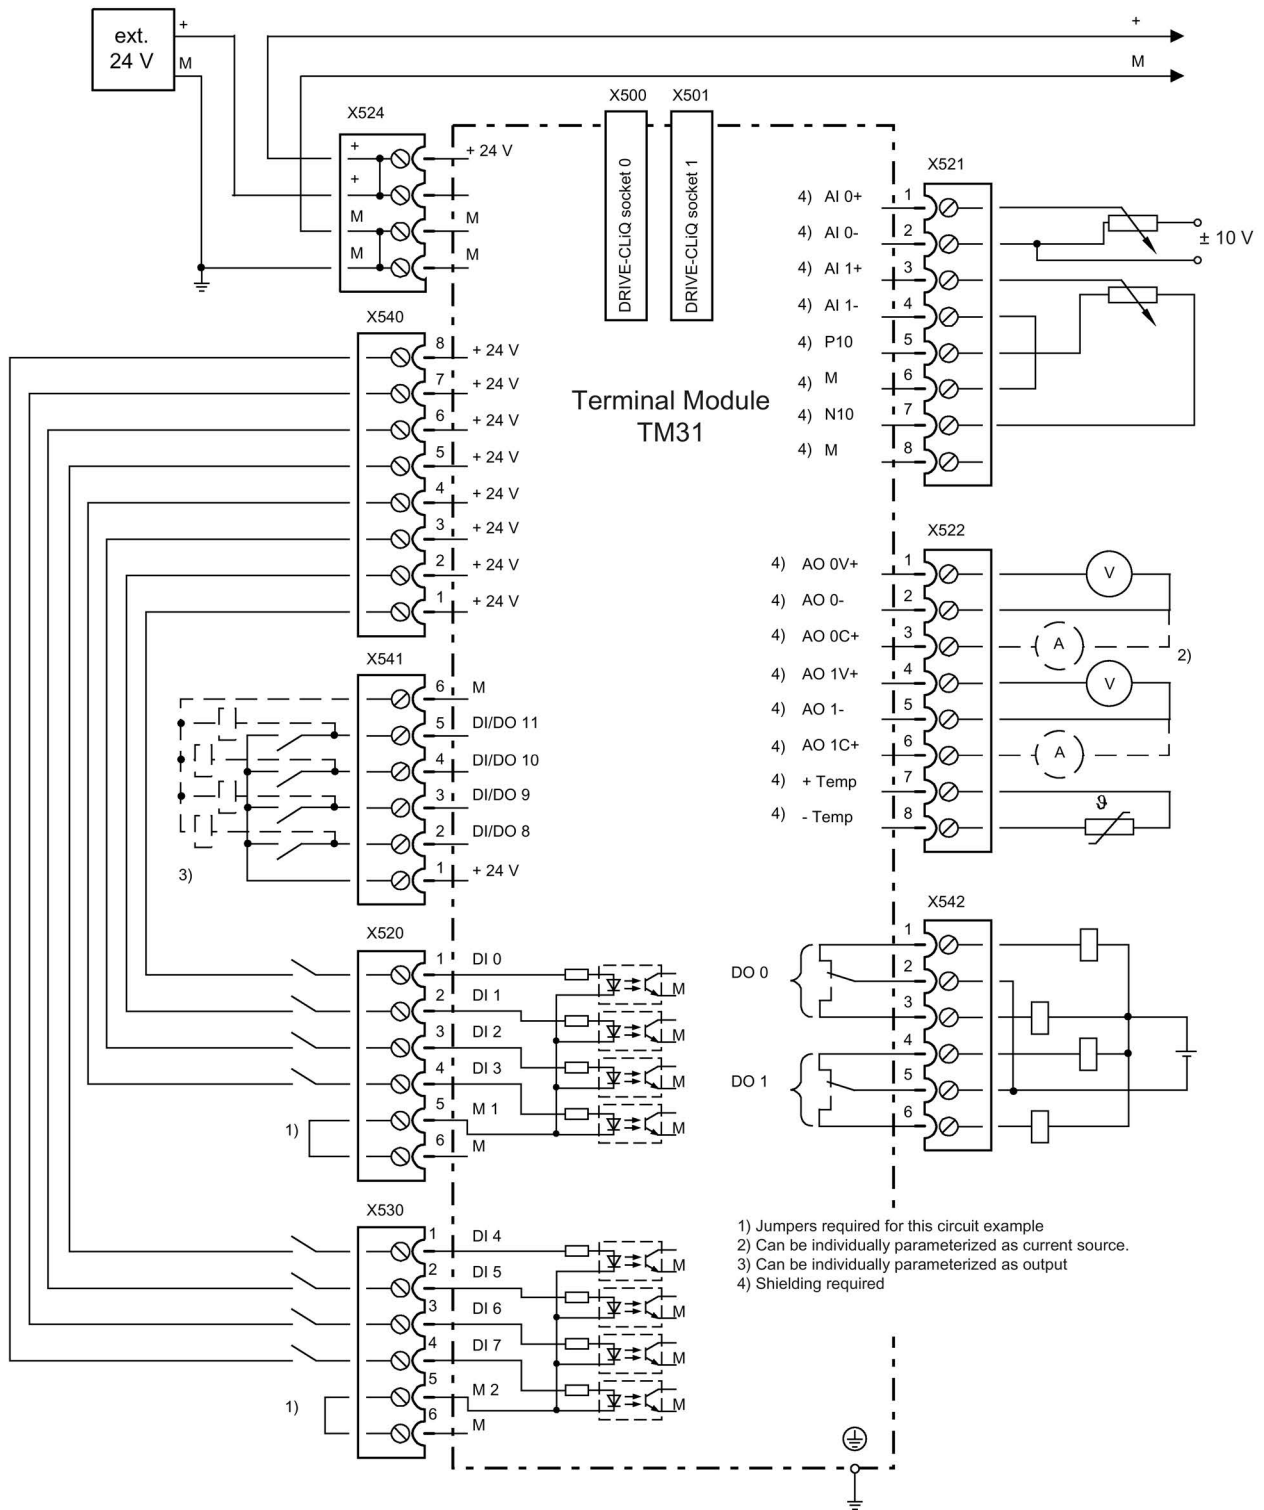 ext.
24 V
+
M
+
M
X524
+
+
M
M
+ 24 V
M
M
X500
X501
DRIVE-CLiQ socket 0
DRIVE-CLiQ socket 1
Terminal Module
TM31
X540
8
+ 24 V
7
+ 24 V
6
+ 24 V
5
+ 24 V
4
+ 24 V
3
+ 24 V
2
+ 24 V
1
+ 24 V
X541
6
M
5
DI/DO 11
4
DI/DO 10
3
DI/DO 9
2
DI/DO 8
1
+ 24 V
3)
X520
1
DI 0
2
DI 1
3
DI 2
4
DI 3
5
M 1
6
M
1)
M
M
M
M
X530
1
DI 4
2
DI 5
3
DI 6
4
DI 7
5
M 2
6
M
1)
M
M
M
M
X521
4) AI 0+
1
4) AI 0-
2
4) AI 1+
3
4) AI 1-
4
4) P10
5
4) M
6
4) N10
7
4) M
8
± 10 V
X522
4) AO 0V+
1
V
4) AO 0-
2
4) AO 0C+
3
A
2)
4) AO 1V+
4
V
4) AO 1-
5
4) AO 1C+
6
A
4) + Temp
7
4) - Temp
8
ϑ
X542
DO 0
1
2
3
DO 1
4
5
6
1) Jumpers required for this circuit example
2) Can be individually parameterized as current source.
3) Can be individually parameterized as output
4) Shielding required